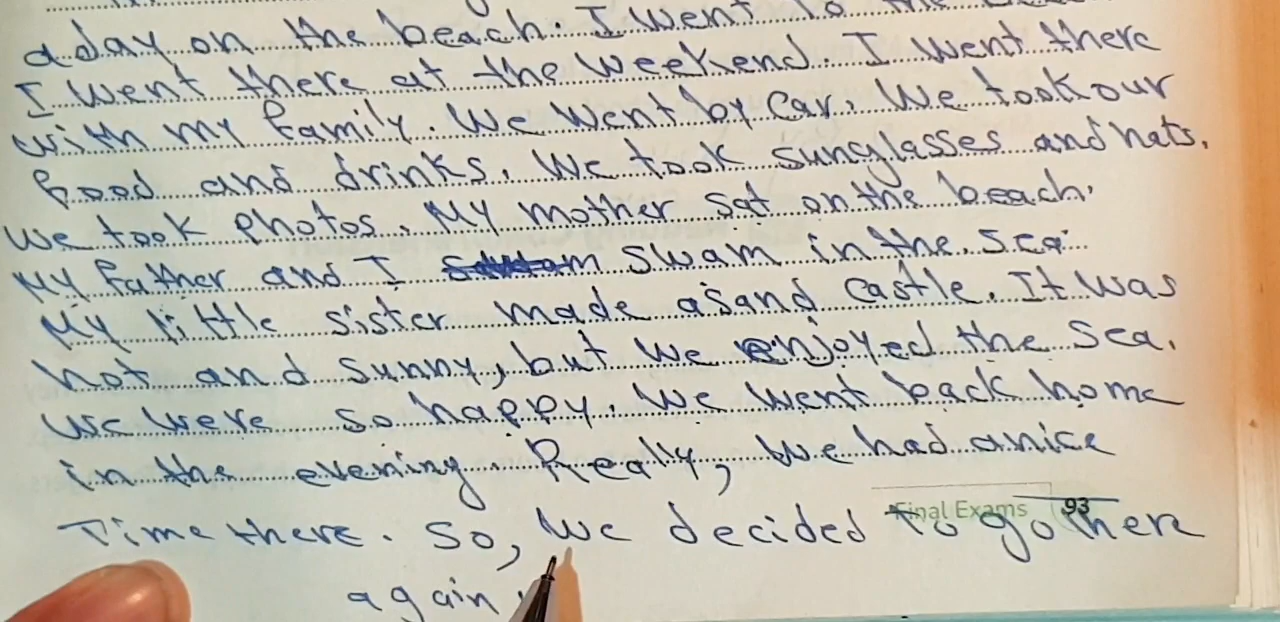 a day on the beach. I went to the
I went there at the weekend. I went there
with my family. We went by car. We took our
food and drinks. We took sunglasses and hats.
We took photos. My mother sat on the beach.
My father and I swam in the sea.
My little sister made a sand castle. It was
hot and sunny, but we enjoyed the sea.
We were so happy. We went back home
in the evening. Really, we had a nice
Final Exams 93
Time there. So, we decided to go there
again